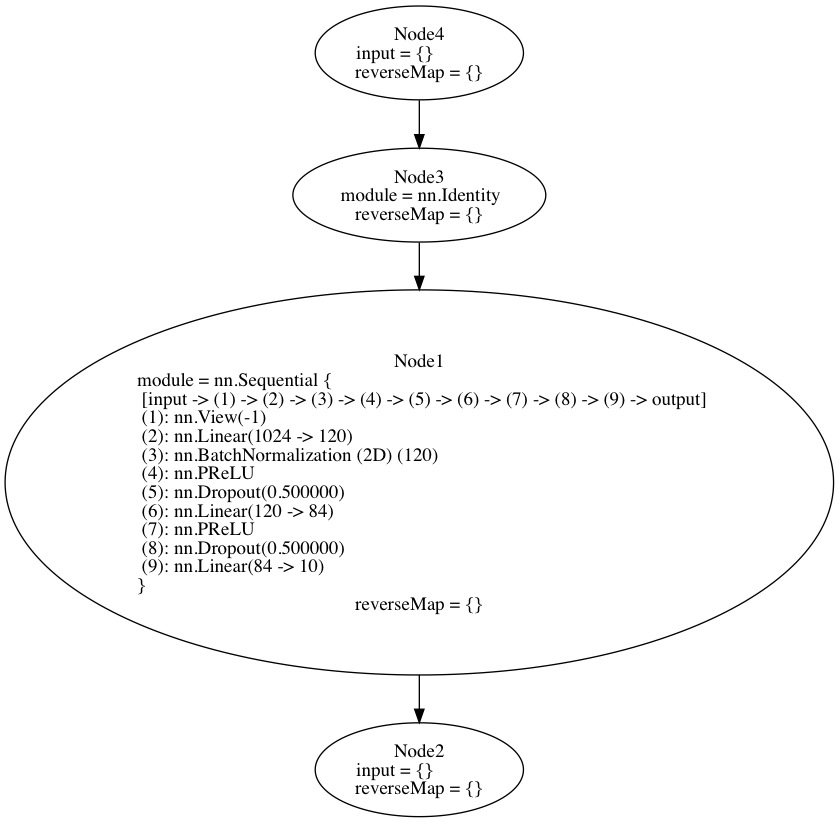 Node4
input = {}
reverseMap = {}
Node3
module = nn.Identity
reverseMap = {}
Node1
module = nn.Sequential {
[input -> (1) -> (2) -> (3) -> (4) -> (5) -> (6) -> (7) -> (8) -> (9) -> output]
(1): nn.View(-1)
(2): nn.Linear(1024 -> 120)
(3): nn.BatchNormalization (2D) (120)
(4): nn.PReLU
(5): nn.Dropout(0.500000)
(6): nn.Linear(120 -> 84)
(7): nn.PReLU
(8): nn.Dropout(0.500000)
(9): nn.Linear(84 -> 10)
}
reverseMap = {}
Node2
input = {}
reverseMap = {}